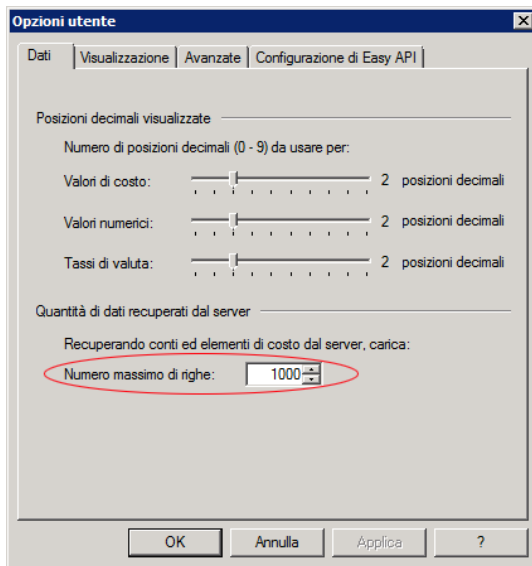 Opzioni utente
Dati Visualizzazione Avanzate Configurazione di Easy API
Posizioni decimali visualizzate
Numero di posizioni decimali (0 - 9) da usare per:
Valori di costo: 2 posizioni decimali
Valori numerici: 2 posizioni decimali
Tassi di valuta: 2 posizioni decimali
Quantità di dati recuperati dal server
Recuperando conti ed elementi di costo dal server, carica:
Numero massimo di righe: 1000
OK Annulla Applica ?